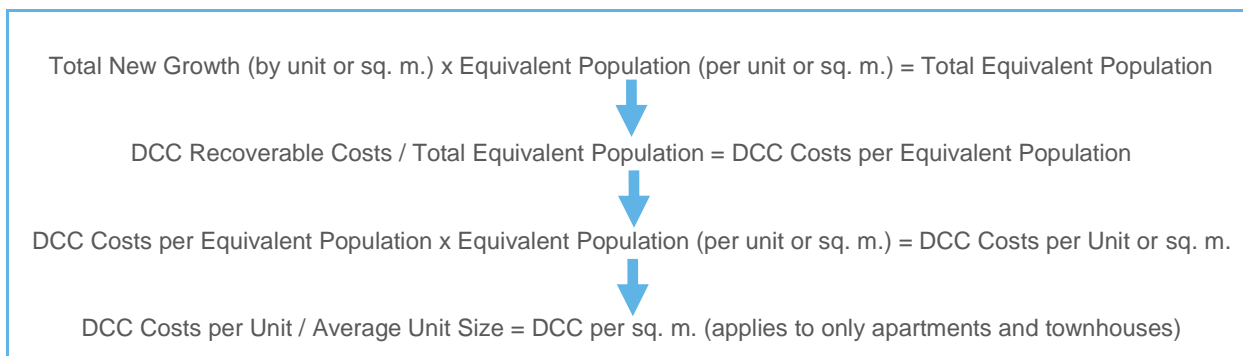 Total New Growth (by unit or sq. m.) x Equivalent Population (per unit or sq. m.) = Total Equivalent Population
DCC Recoverable Costs / Total Equivalent Population = DCC Costs per Equivalent Population
DCC Costs per Equivalent Population x Equivalent Population (per unit or sq. m.) = DCC Costs per Unit or sq. m.
DCC Costs per Unit / Average Unit Size = DCC per sq. m. (applies to only apartments and townhouses)